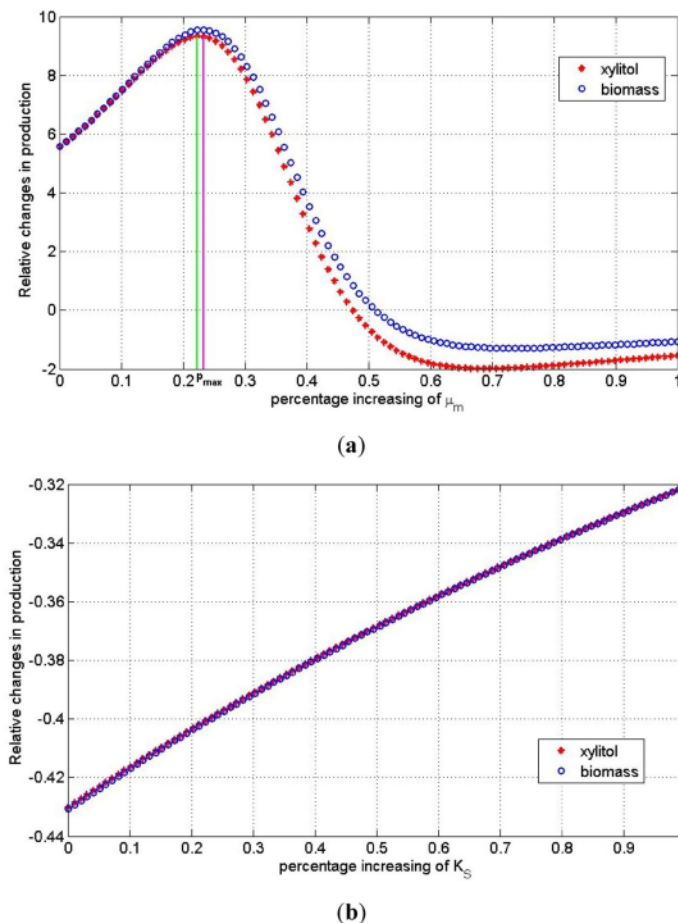 10
8
6
4
2
0
-2
Relative changes in production
xylitol
biomass
0 0.1 0.2 Pmax 0.3 0.4 0.5 0.6 0.7 0.8 0.9 1
percentage increasing of μm
(a)
-0.32
-0.34
-0.36
-0.38
-0.4
-0.42
-0.44
Relative changes in production
xylitol
biomass
0 0.1 0.2 0.3 0.4 0.5 0.6 0.7 0.8 0.9
percentage increasing of KS
(b)